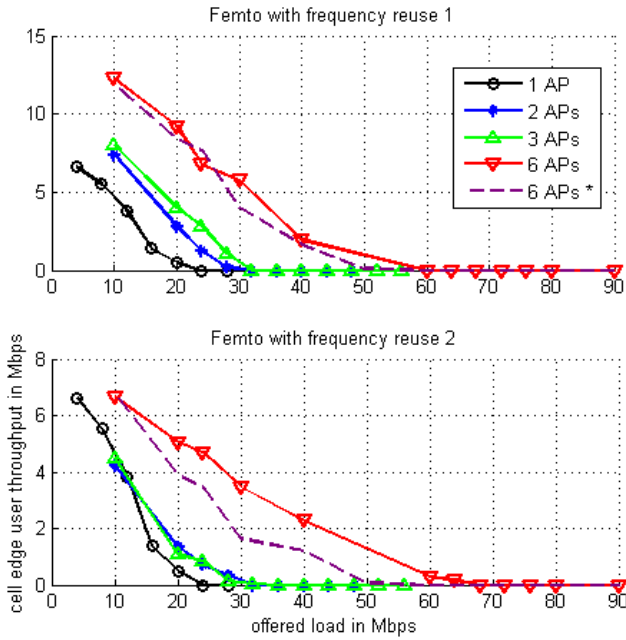 Femto with frequency reuse 1
15
10
5
0
0 10 20 30 40 50 60 70 80 90
1 AP
2 APs
3 APs
6 APs
6 APs *
Femto with frequency reuse 2
cell edge user throughput in Mbps
8
6
4
2
0
0 10 20 30 40 50 60 70 80 90
offered load in Mbps